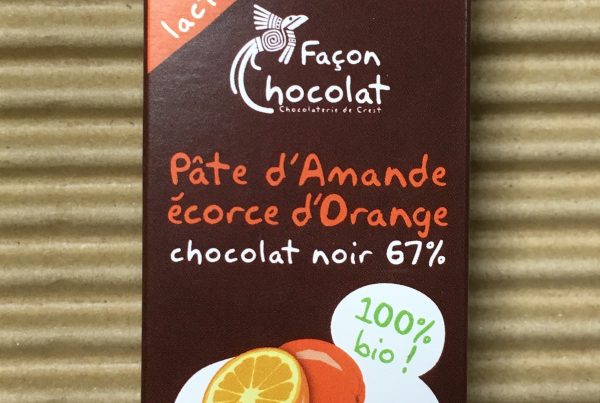 Façon
Chocolat
Chocolaterie de Crest
Pâte d'Amande
écorce d'Orange
chocolat noir 67%
100%
bio !